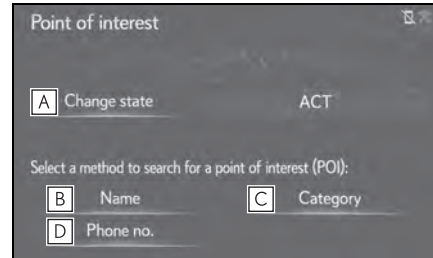 Point of interest
A Change state ACT
Select a method to search for a point of interest (POI):
B Name C Category
D Phone no.